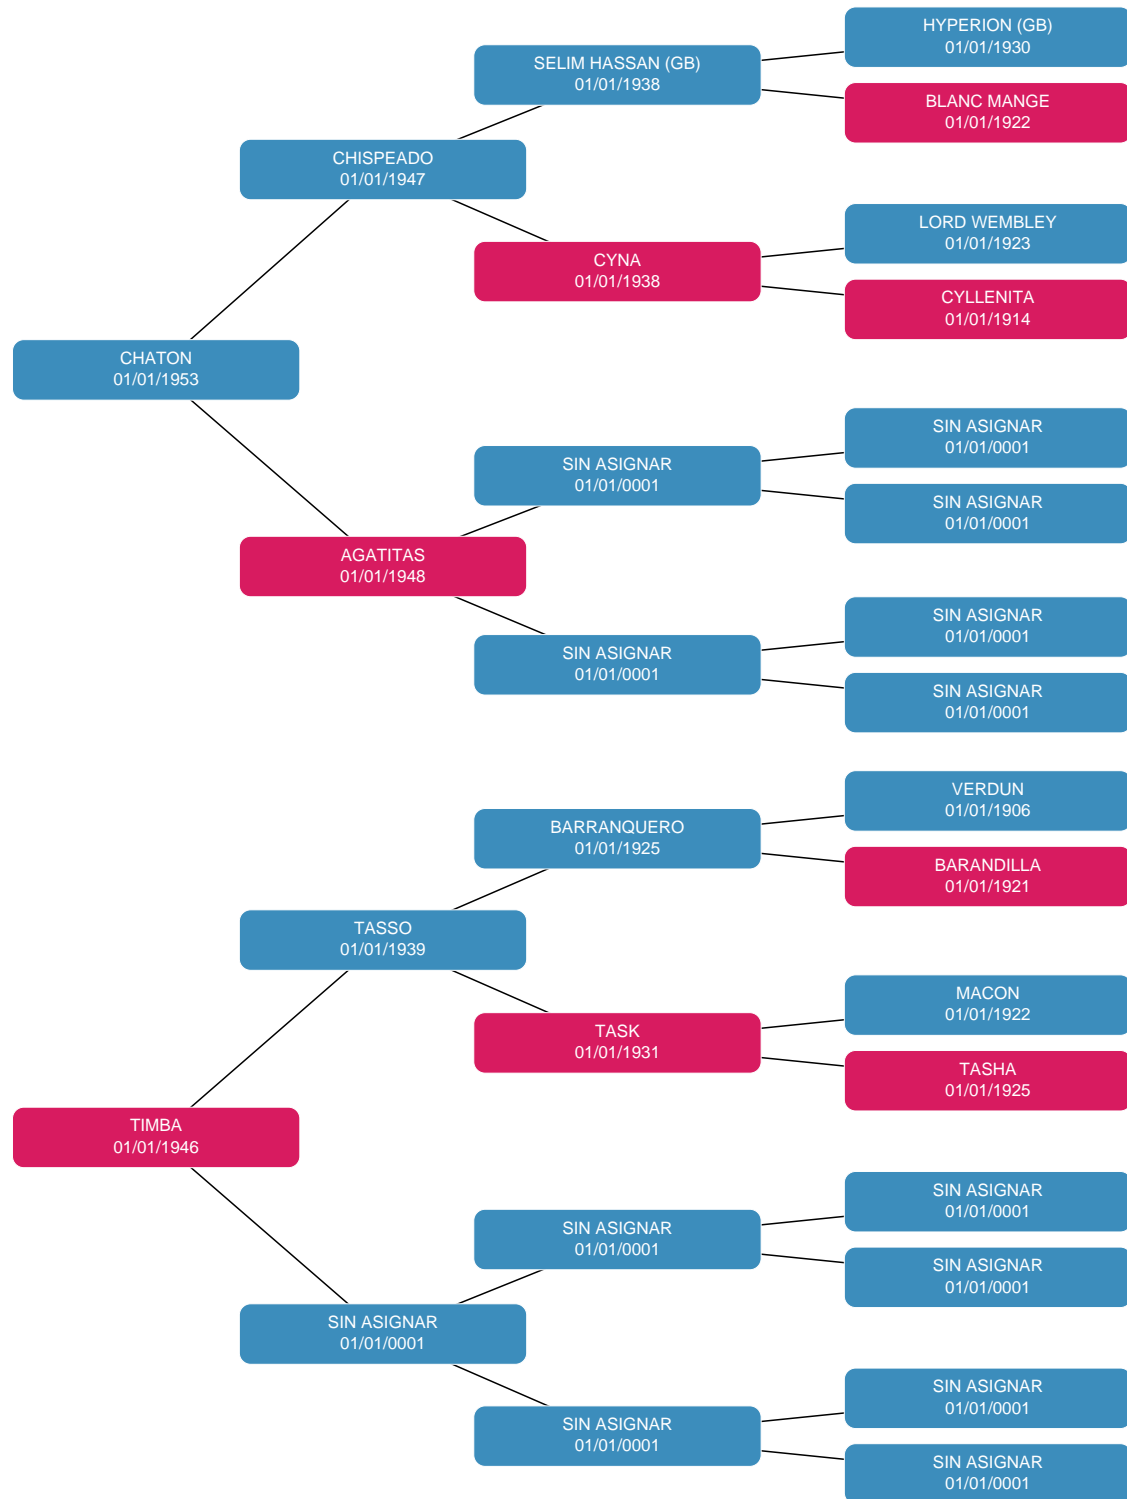 HYPERION (GB)
01/01/1930
SELIM HASSAN (GB)
01/01/1938
BLANC MANGE
01/01/1922
CHISPEADO
01/01/1947
LORD WEMBLEY
01/01/1923
CYNA
01/01/1938
CYLLENITA
01/01/1914
CHATON
01/01/1953
SIN ASIGNAR
01/01/0001
SIN ASIGNAR
01/01/0001
SIN ASIGNAR
01/01/0001
AGATITAS
01/01/1948
SIN ASIGNAR
01/01/0001
SIN ASIGNAR
01/01/0001
SIN ASIGNAR
01/01/0001
VERDUN
01/01/1906
BARRANQUERO
01/01/1925
BARANDILLA
01/01/1921
TASSO
01/01/1939
MACON
01/01/1922
TASK
01/01/1931
TASHA
01/01/1925
TIMBA
01/01/1946
SIN ASIGNAR
01/01/0001
SIN ASIGNAR
01/01/0001
SIN ASIGNAR
01/01/0001
SIN ASIGNAR
01/01/0001
SIN ASIGNAR
01/01/0001
SIN ASIGNAR
01/01/0001
SIN ASIGNAR
01/01/0001